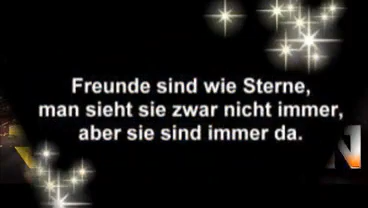 Freunde sind wie Sterne,
man sieht sie zwar nicht immer,
aber sie sind immer da.